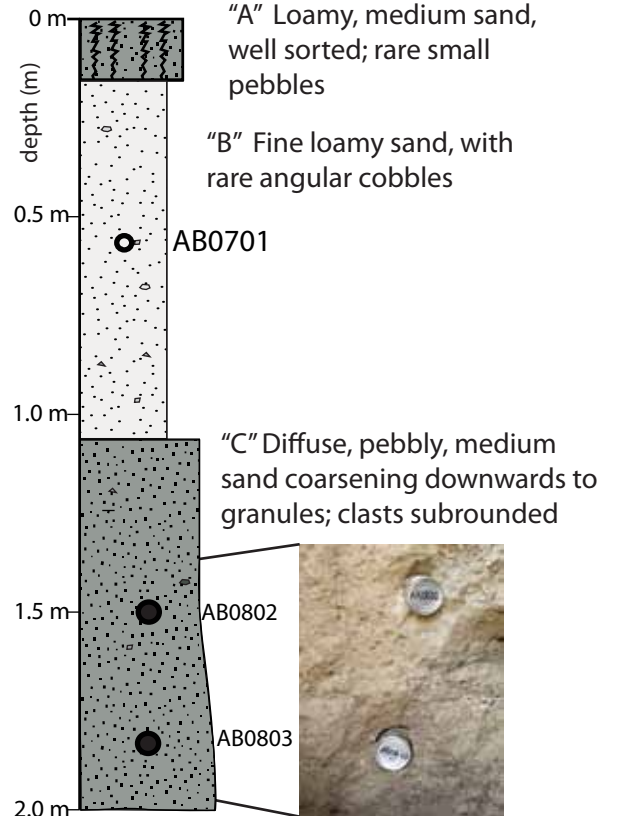 0 m
"A" Loamy, medium sand,
well sorted; rare small
pebbles
depth (m)
"B" Fine loamy sand, with
rare angular cobbles
0.5 m
AB0701
1.0 m
"C" Diffuse, pebbly, medium
sand coarsening downwards to
granules; clasts subrounded
1.5 m
AB0802
AB0803
2.0 m